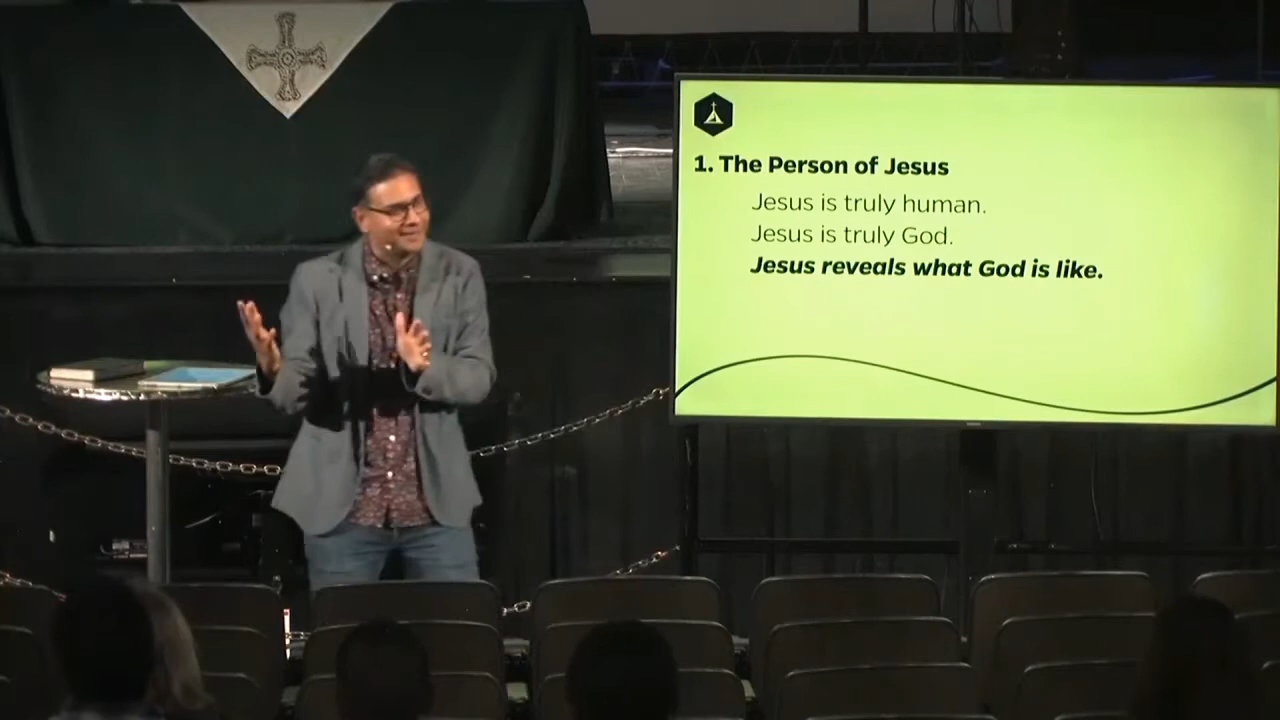 1. The Person of Jesus
Jesus is truly human.
Jesus is truly God.
Jesus reveals what God is like.